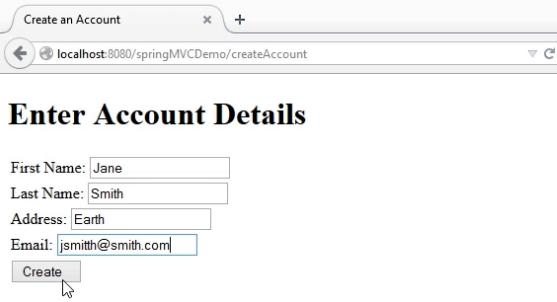 Create an Account × +
localhost:8080/springMVCDemo/createAccount
Enter Account Details
First Name: Jane
Last Name: Smith
Address: Earth
Email: jsmitth@smith.com
Create